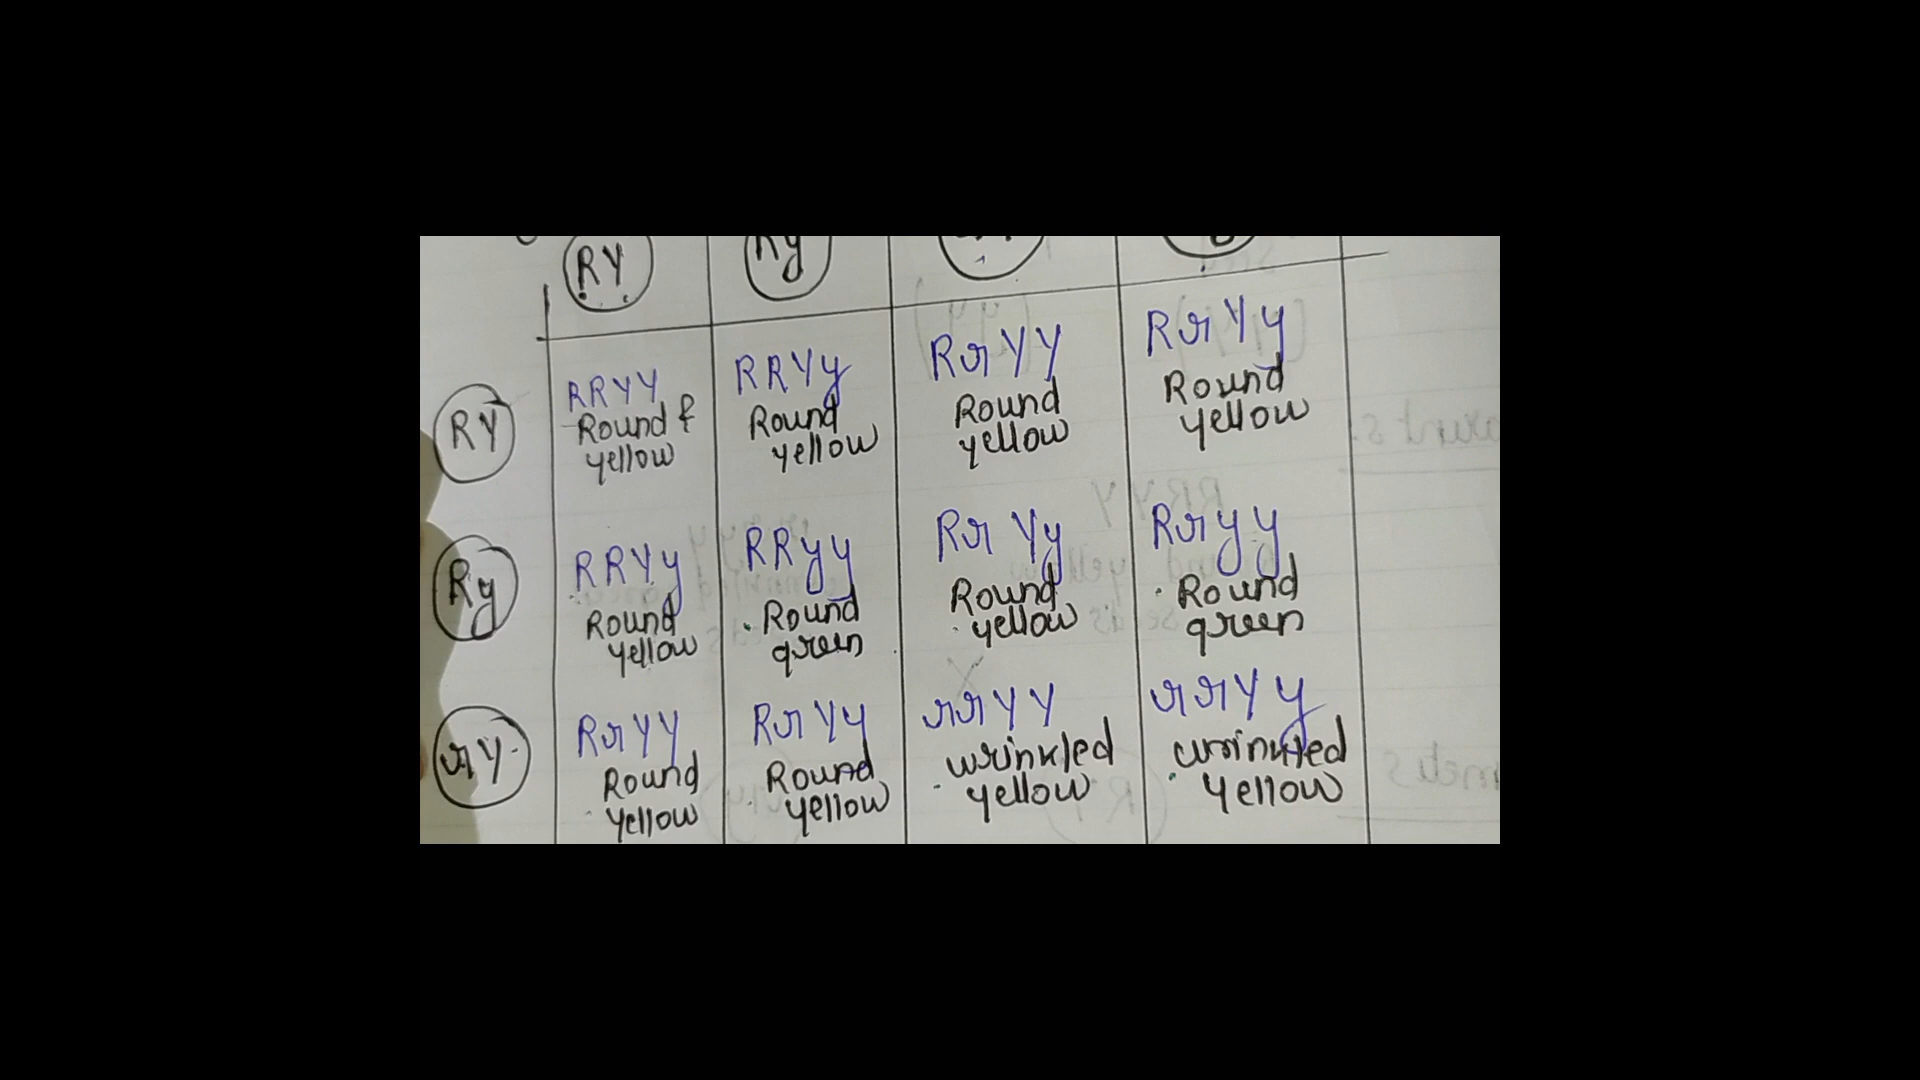 RY Ry
RY RRYY RRYy RrYY RrYy
Round & Round Round Round
yellow yellow yellow yellow
Ry RRYy RRyy RrYy Rryy
Round Round Round Round
yellow green yellow green
rY RrYY RrYy rrYY rrYy
Round Round wrinkled wrinkled
yellow yellow yellow yellow